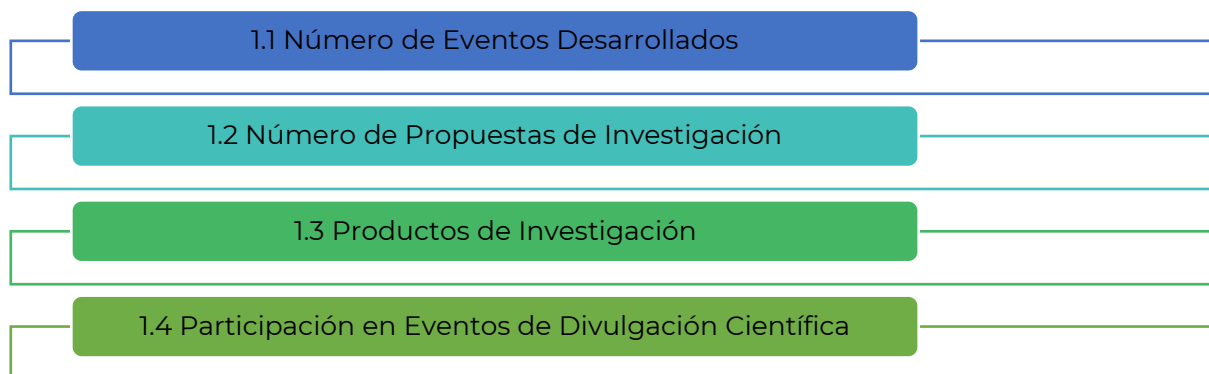 1.1 Número de Eventos Desarrollados
1.2 Número de Propuestas de Investigación
1.3 Productos de Investigación
1.4 Participación en Eventos de Divulgación Científica